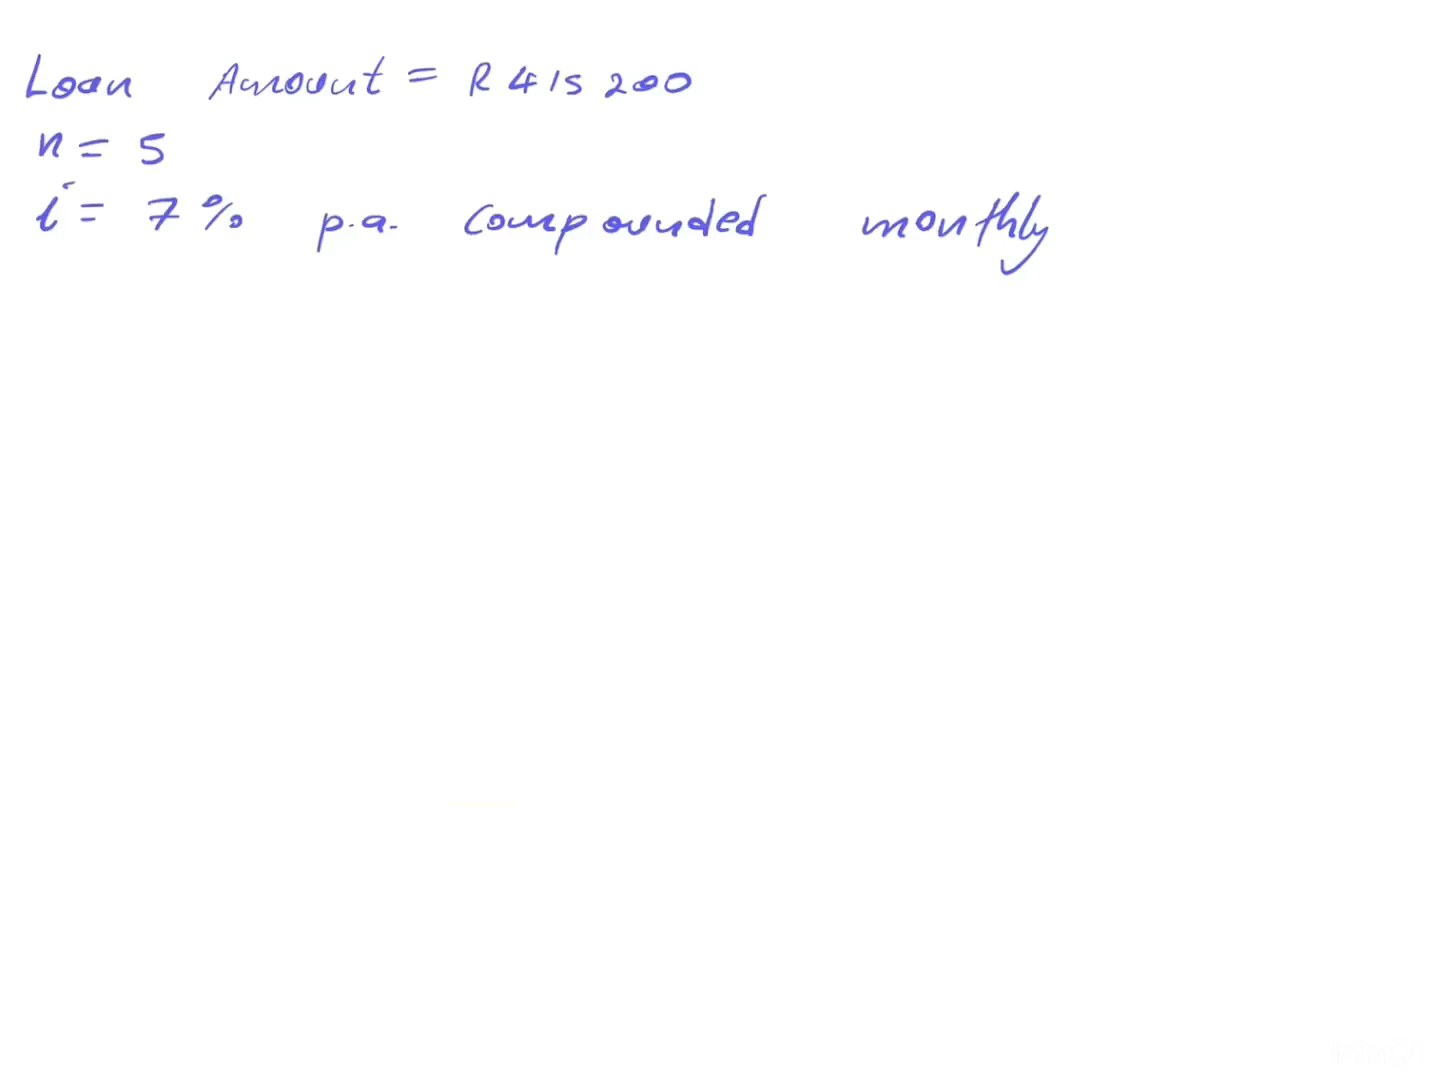 Loan Amount = R 415 200
n = 5
i = 7% p.a. compounded monthly